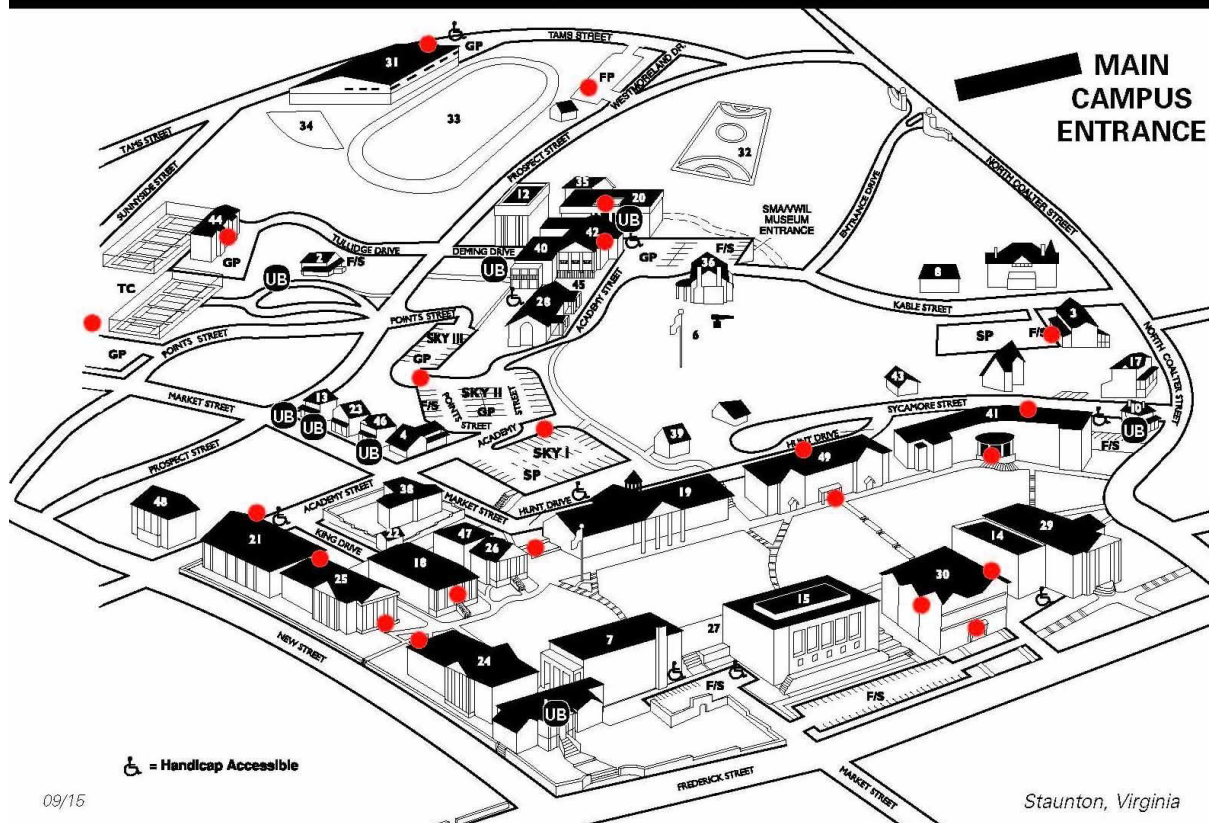 TAMS STREET
MAIN
CAMPUS
ENTRANCE
31
GP
FP
WESTMORELAND DR.
34
33
32
TAMS STREET
SUNNYSIDE STREET
PROSPECT STREET
NORTH COALTER STREET
ENTRANCE DRIVE
12
35
20
UB
42
40
44
GP
TULLIDGE DRIVE
DEMING DRIVE
SMA/VWIL
MUSEUM
ENTRANCE
F/S
GP
2
F/S
UB
UB
36
8
KABLE STREET
TC
28
45
ACADEMY STREET
6
SP
F/S
3
POINTS STREET
POINTS STREET
SKY III
GP
GP
17
43
NORTH COALTER STREET
MARKET STREET
13
23
46
4
UB
UB
UB
F/S
SKY II
GP
POINTS STREET
ACADEMY STREET
SYCAMORE STREET
41
10
UB
F/S
39
HUNT DRIVE
49
PROSPECT STREET
SKY I
SP
48
ACADEMY STREET
38
MARKET STREET
HUNT DRIVE
19
21
KING DRIVE
22
47
26
18
25
29
14
30
15
7
27
24
NEW STREET
F/S
F/S
UB
= Handicap Accessible
FREDERICK STREET
MARKET STREET
09/15
Staunton, Virginia